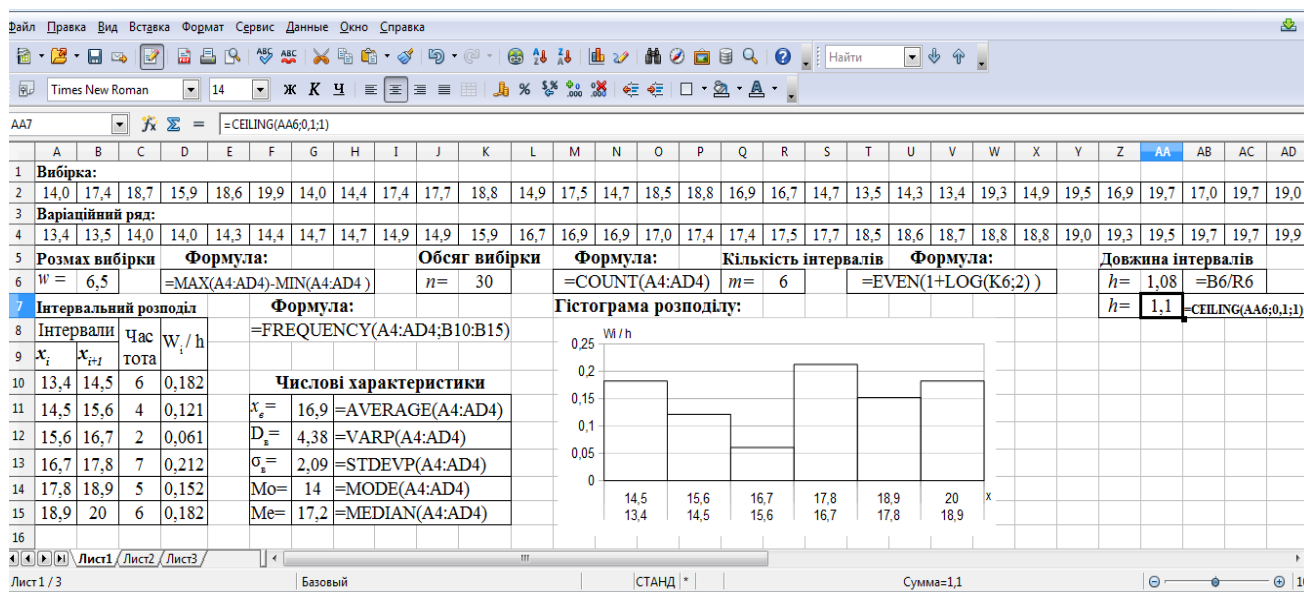 Файл Правка Вид Вставка Формат Сервис Данные Окно Справка
Найти
Times New Roman 14 Ж К Ч
AA7 =CEILING(AA6;0,1;1)
A B C D E F G H I J K L M N O P Q R S T U V W X Y Z AA AB AC AD
1 Вибірка:
2 14,0 17,4 18,7 15,9 18,6 19,9 14,0 14,4 17,4 17,7 18,8 14,9 17,5 14,7 18,5 18,8 16,9 16,7 14,7 13,5 14,3 13,4 19,3 14,9 19,5 16,9 19,7 17,0 19,7 19,0
3 Варіаційний ряд:
4 13,4 13,5 14,0 14,0 14,3 14,4 14,7 14,7 14,9 14,9 15,9 16,7 16,9 16,9 17,0 17,4 17,4 17,5 17,7 18,5 18,6 18,7 18,8 18,8 19,0 19,3 19,5 19,7 19,7 19,9
5 Розмах вибірки Формула: Обсяг вибірки Формула: Кількість інтервалів Формула: Довжина інтервалів
6 w = 6,5 =MAX(A4:AD4)-MIN(A4:AD4 ) n= 30 =COUNT(A4:AD4) m= 6 =EVEN(1+LOG(K6;2) ) h= 1,08 =B6/R6
7 Інтервальний розподіл Формула: Гістограма розподілу: h= 1,1 =CEILING(AA6;0,1;1)
8 Інтервали Час тота Wi / h =FREQUENCY(A4:AD4;B10:B15)
9 xi xi+1
10 13,4 14,5 6 0,182 Числові характеристики
11 14,5 15,6 4 0,121 xв= 16,9 =AVERAGE(A4:AD4)
12 15,6 16,7 2 0,061 Dв= 4,38 =VARP(A4:AD4)
13 16,7 17,8 7 0,212 σв= 2,09 =STDEVP(A4:AD4)
14 17,8 18,9 5 0,152 Mo= 14 =MODE(A4:AD4)
15 18,9 20 6 0,182 Me= 17,2 =MEDIAN(A4:AD4)
16
Wi / h
0,25
0,2
0,15
0,1
0,05
0
14,5 15,6 16,7 17,8 18,9 20 x
13,4 14,5 15,6 16,7 17,8 18,9
Лист1 Лист2 Лист3
Лист 1 / 3 Базовый СТАНД * Сумма=1,1